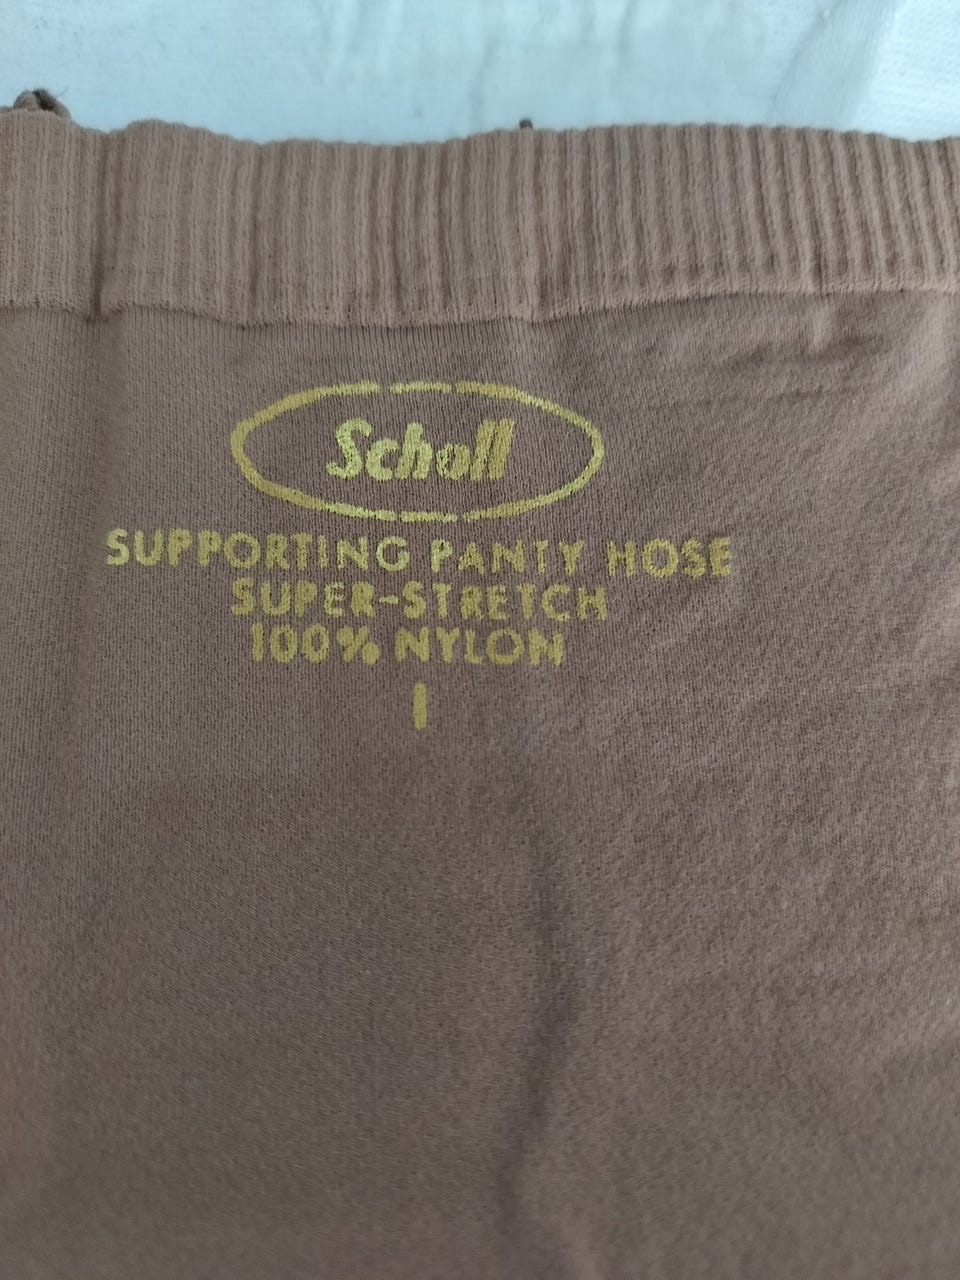 Scholl
SUPPORTING PANTY HOSE
SUPER-STRETCH
100% NYLON
I